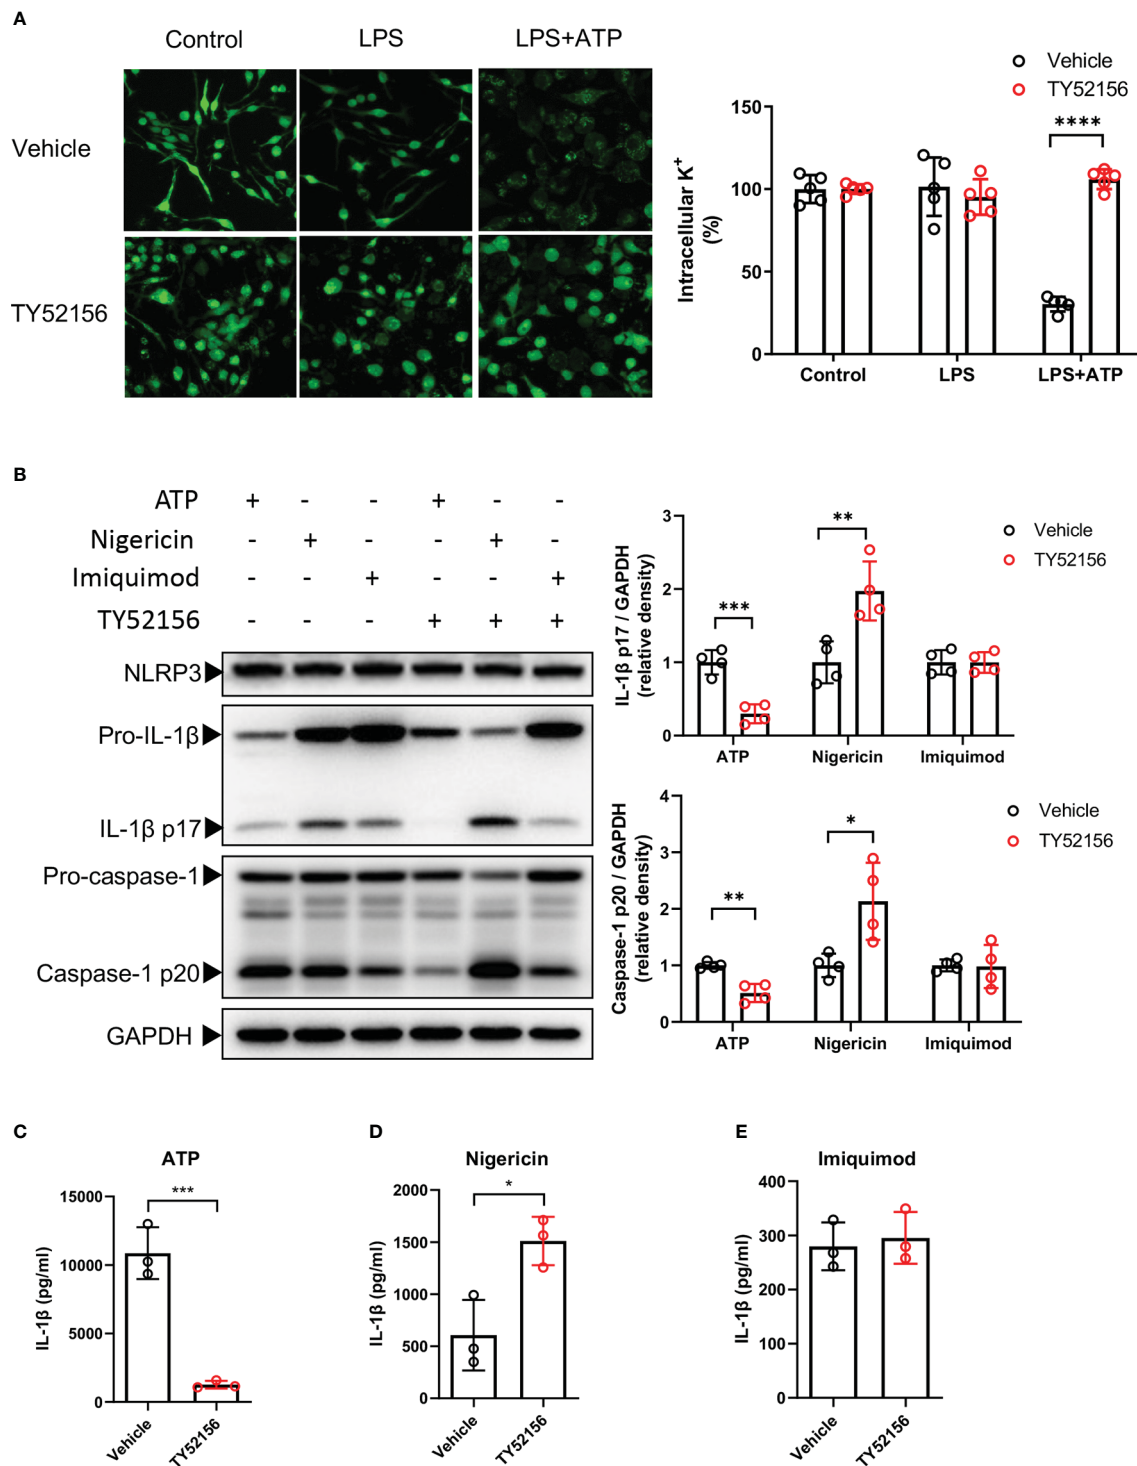 A
Control LPS LPS+ATP
Vehicle
TY52156
Vehicle
TY52156
Intracellular K⁺
(%)
150
100
50
0
****
Control LPS LPS+ATP
B
ATP + - - + - -
Nigericin - + - - + -
Imiquimod - - + - - +
TY52156 - - - + + +
NLRP3
Pro-IL-1β
IL-1β p17
Pro-caspase-1
Caspase-1 p20
GAPDH
IL-1β p17 / GAPDH
(relative density)
3
2
1
0
*** **
Vehicle
TY52156
ATP Nigericin Imiquimod
Caspase-1 p20 / GAPDH
(relative density)
4
3
2
1
0
** *
Vehicle
TY52156
ATP Nigericin Imiquimod
C
ATP
IL-1β (pg/ml)
15000
10000
5000
0
***
Vehicle TY52156
D
Nigericin
IL-1β (pg/ml)
2000
1500
1000
500
0
*
Vehicle TY52156
E
Imiquimod
IL-1β (pg/ml)
400
300
200
100
0
Vehicle TY52156